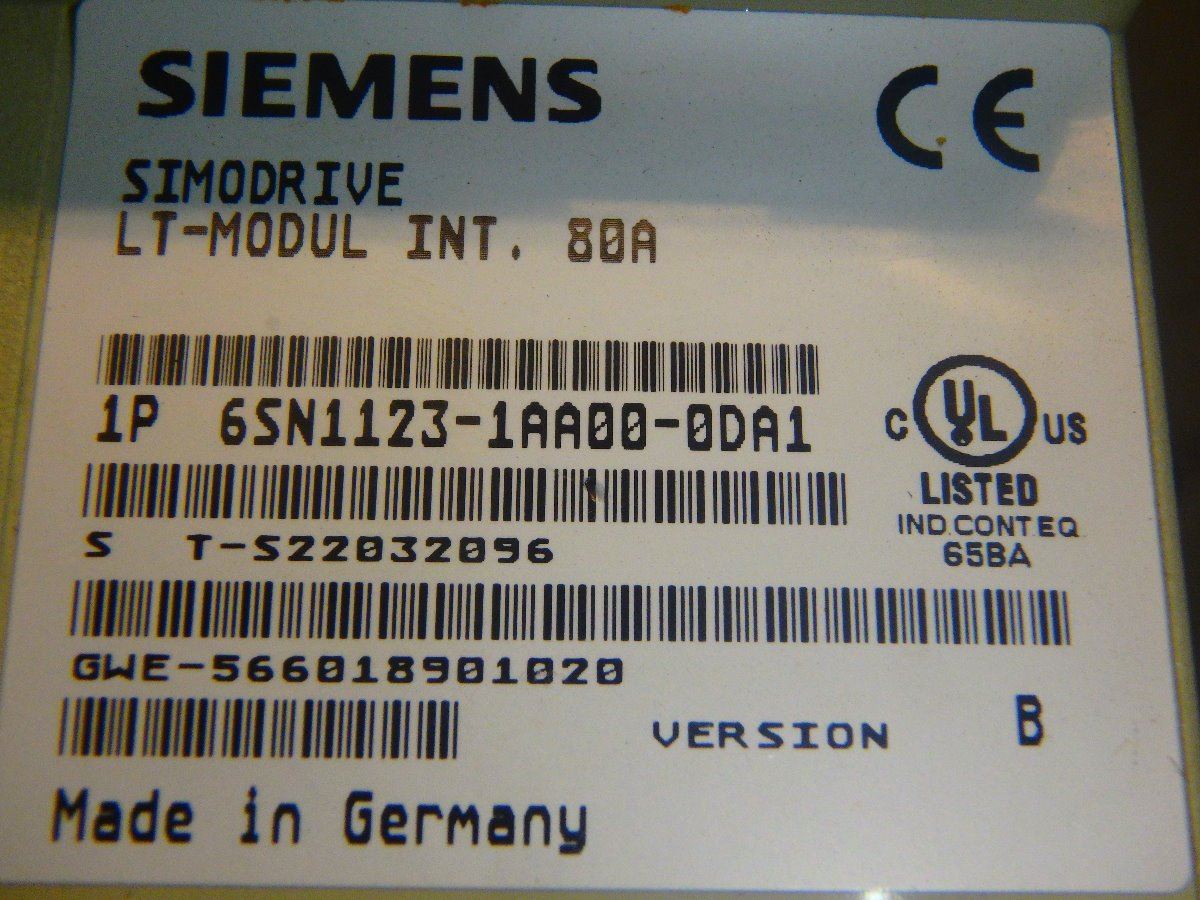 SIEMENS
CE
SIMODRIVE
LT-MODUL INT. 80A
1P 6SN1123-1AA00-0DA1
C UL US
LISTED
IND.CONT.EQ
65BA
S T-S22032096
GWE-566018901020
VERSION B
Made in Germany